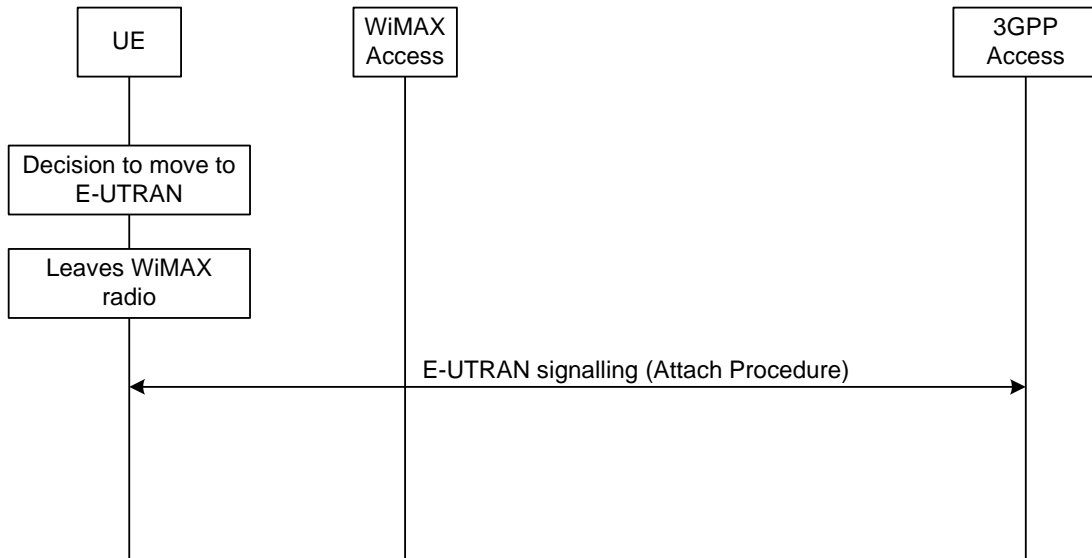 UE
WiMAX
Access
3GPP
Access
Decision to move to
E-UTRAN
Leaves WiMAX
radio
E-UTRAN signalling (Attach Procedure)